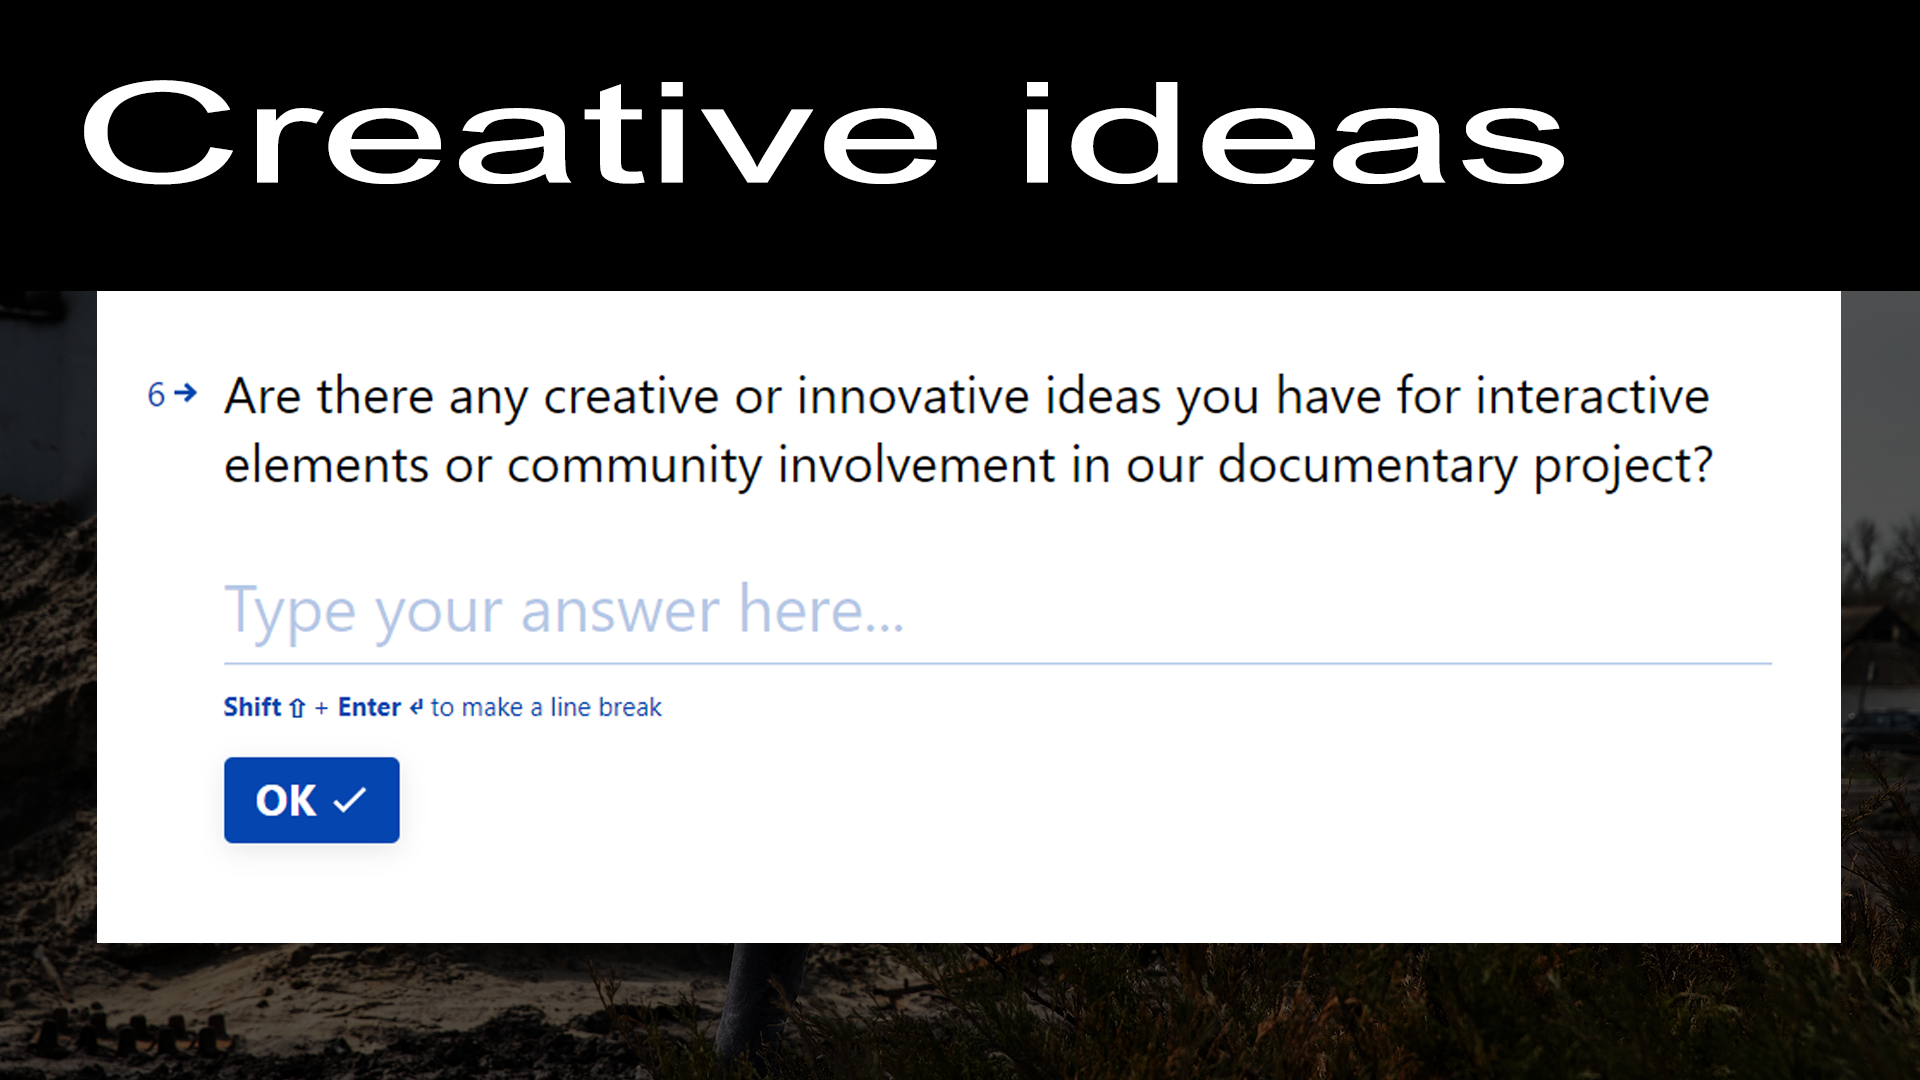 Creative ideas
6→ Are there any creative or innovative ideas you have for interactive
elements or community involvement in our documentary project?
Type your answer here...
Shift ⇧ + Enter ↵ to make a line break
OK ✓